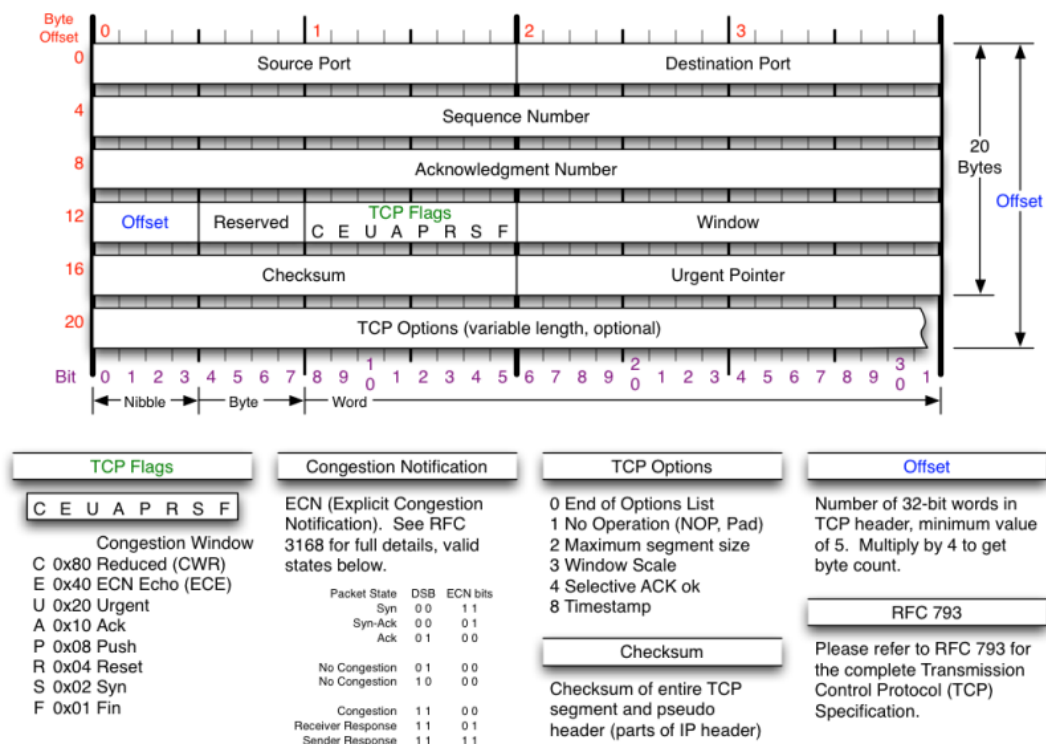 Byte
Offset
0 1 2 3
0 Source Port Destination Port
4 Sequence Number
8 Acknowledgment Number
20
Bytes
Offset
12 Offset Reserved TCP Flags Window
C E U A P R S F
16 Checksum Urgent Pointer
20 TCP Options (variable length, optional)
Bit 0 1 2 3 4 5 6 7 8 9 10 1 2 3 4 5 6 7 8 9 20 1 2 3 4 5 6 7 8 9 30 1
Nibble Byte Word
TCP Flags
C E U A P R S F
Congestion Window
C 0x80 Reduced (CWR)
E 0x40 ECN Echo (ECE)
U 0x20 Urgent
A 0x10 Ack
P 0x08 Push
R 0x04 Reset
S 0x02 Syn
F 0x01 Fin
Congestion Notification
ECN (Explicit Congestion
Notification). See RFC
3168 for full details, valid
states below.
Packet State DSB ECN bits
Syn 0 0 1 1
Syn-Ack 0 0 0 1
Ack 0 1 0 0
No Congestion 0 1 0 0
No Congestion 1 0 0 0
Congestion 1 1 0 0
Receiver Response 1 1 0 1
Sender Response 1 1 1 1
TCP Options
0 End of Options List
1 No Operation (NOP, Pad)
2 Maximum segment size
3 Window Scale
4 Selective ACK ok
8 Timestamp
Checksum
Checksum of entire TCP
segment and pseudo
header (parts of IP header)
Offset
Number of 32-bit words in
TCP header, minimum value
of 5. Multiply by 4 to get
byte count.
RFC 793
Please refer to RFC 793 for
the complete Transmission
Control Protocol (TCP)
Specification.